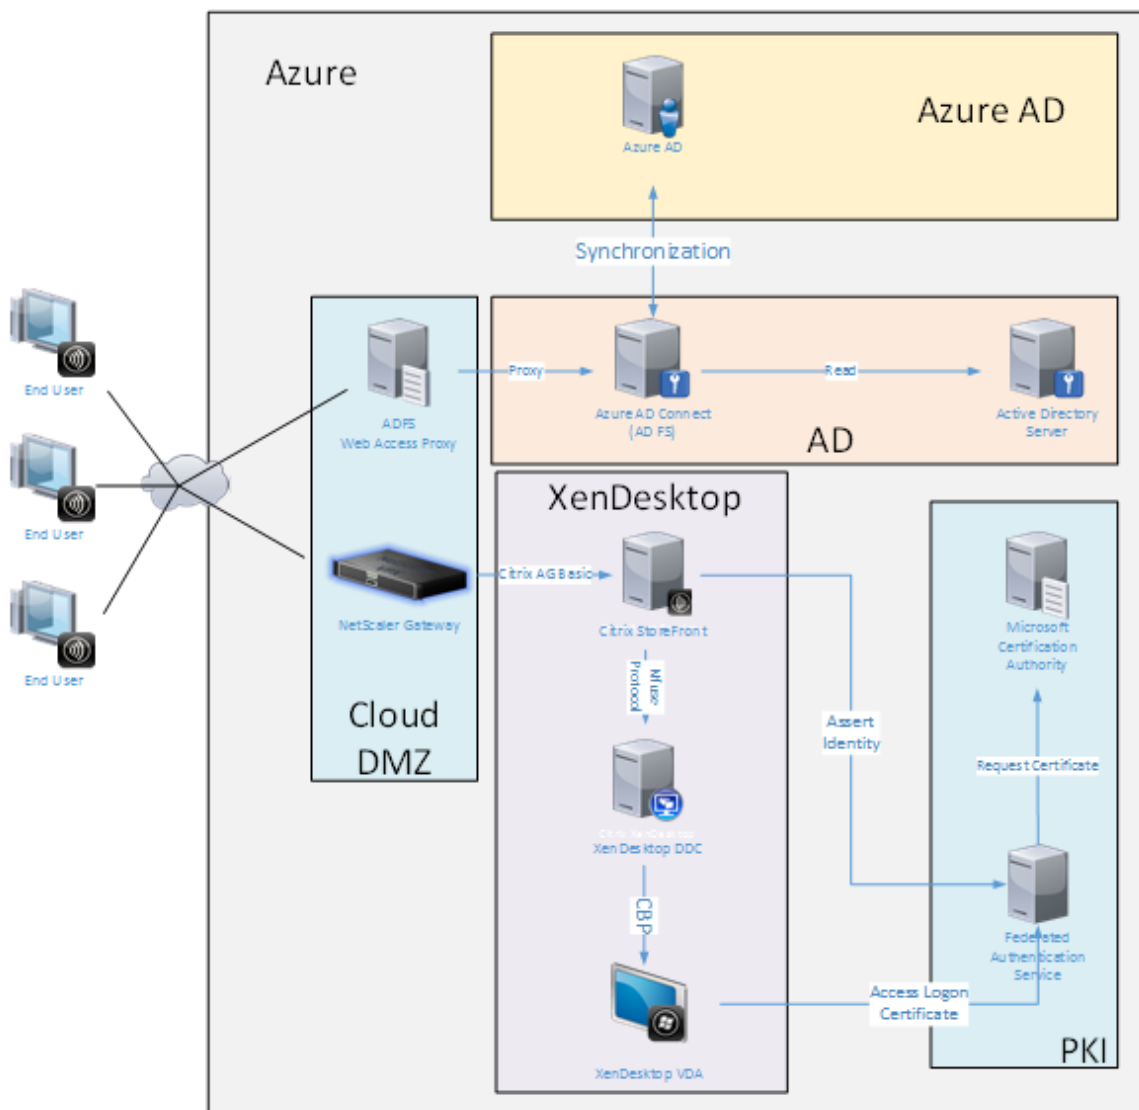 Azure
Azure AD
Azure AD
Synchronization
End User
ADFS
Web Access Proxy
Proxy
Azure AD Connect
(AD FS)
Read
Active Directory
Server
AD
End User
XenDesktop
NetScaler Gateway
Citrix AG Basic
Citrix StoreFront
Microsoft
Certification
Authority
End User
Nfuse
Protocol
Cloud
DMZ
Assert
Identity
Request Certificate
Citrix XenDesktop
XenDesktop DDC
CBP
Federated
Authentication
Service
Access Logon
Certificate
XenDesktop VDA
PKI